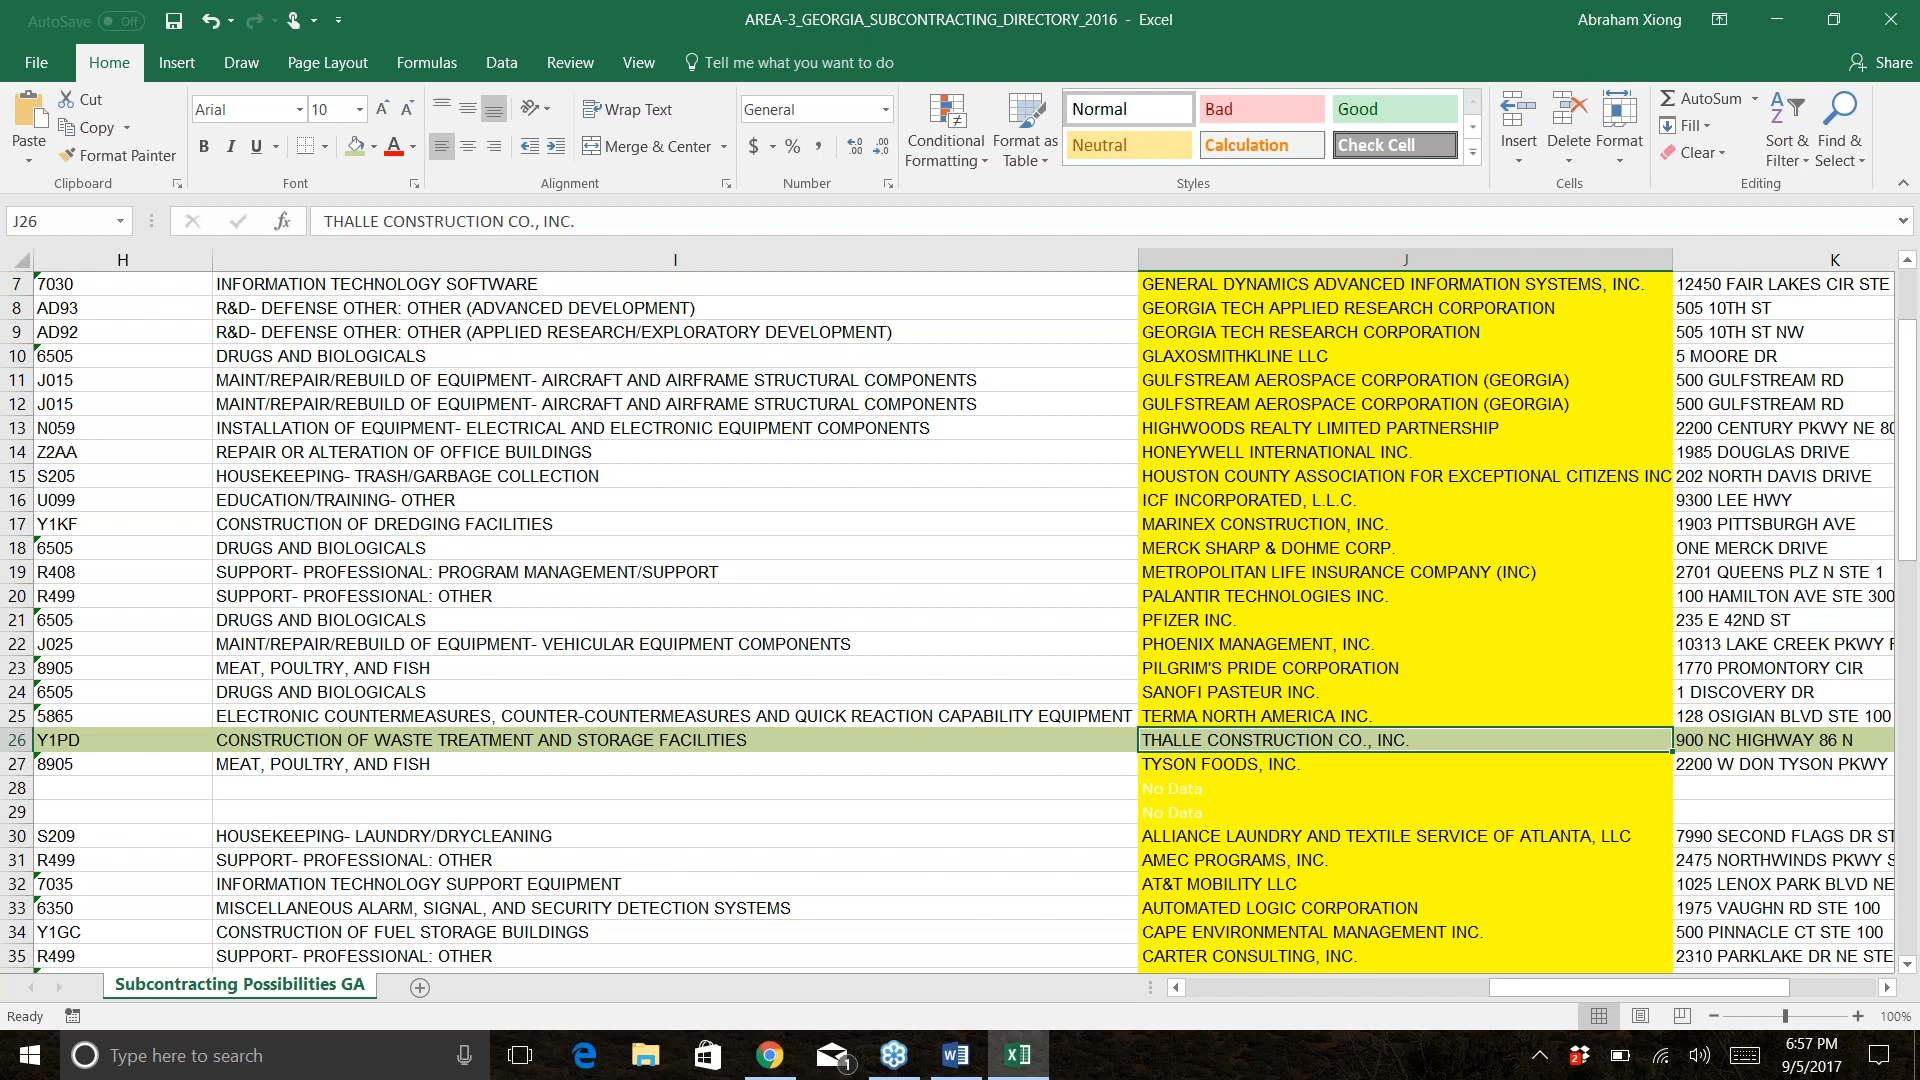 AutoSave Off AREA-3_GEORGIA_SUBCONTRACTING_DIRECTORY_2016 - Excel Abraham Xiong
File Home Insert Draw Page Layout Formulas Data Review View Tell me what you want to do Share
Cut
Copy
Format Painter
Paste
Clipboard
Arial 10
B I U
Font
Wrap Text
Merge & Center
Alignment
General
$ % ,
Number
Conditional Formatting
Format as Table
Normal Bad Good
Neutral Calculation Check Cell
Styles
Insert Delete Format
Cells
AutoSum
Fill
Clear
Sort & Filter
Find & Select
Editing
J26 fx THALLE CONSTRUCTION CO., INC.
H I J K
7 7030 INFORMATION TECHNOLOGY SOFTWARE GENERAL DYNAMICS ADVANCED INFORMATION SYSTEMS, INC. 12450 FAIR LAKES CIR STE
8 AD93 R&D- DEFENSE OTHER: OTHER (ADVANCED DEVELOPMENT) GEORGIA TECH APPLIED RESEARCH CORPORATION 505 10TH ST
9 AD92 R&D- DEFENSE OTHER: OTHER (APPLIED RESEARCH/EXPLORATORY DEVELOPMENT) GEORGIA TECH RESEARCH CORPORATION 505 10TH ST NW
10 6505 DRUGS AND BIOLOGICALS GLAXOSMITHKLINE LLC 5 MOORE DR
11 J015 MAINT/REPAIR/REBUILD OF EQUIPMENT- AIRCRAFT AND AIRFRAME STRUCTURAL COMPONENTS GULFSTREAM AEROSPACE CORPORATION (GEORGIA) 500 GULFSTREAM RD
12 J015 MAINT/REPAIR/REBUILD OF EQUIPMENT- AIRCRAFT AND AIRFRAME STRUCTURAL COMPONENTS GULFSTREAM AEROSPACE CORPORATION (GEORGIA) 500 GULFSTREAM RD
13 N059 INSTALLATION OF EQUIPMENT- ELECTRICAL AND ELECTRONIC EQUIPMENT COMPONENTS HIGHWOODS REALTY LIMITED PARTNERSHIP 2200 CENTURY PKWY NE 80
14 Z2AA REPAIR OR ALTERATION OF OFFICE BUILDINGS HONEYWELL INTERNATIONAL INC. 1985 DOUGLAS DRIVE
15 S205 HOUSEKEEPING- TRASH/GARBAGE COLLECTION HOUSTON COUNTY ASSOCIATION FOR EXCEPTIONAL CITIZENS INC 202 NORTH DAVIS DRIVE
16 U099 EDUCATION/TRAINING- OTHER ICF INCORPORATED, L.L.C. 9300 LEE HWY
17 Y1KF CONSTRUCTION OF DREDGING FACILITIES MARINEX CONSTRUCTION, INC. 1903 PITTSBURGH AVE
18 6505 DRUGS AND BIOLOGICALS MERCK SHARP & DOHME CORP. ONE MERCK DRIVE
19 R408 SUPPORT- PROFESSIONAL: PROGRAM MANAGEMENT/SUPPORT METROPOLITAN LIFE INSURANCE COMPANY (INC) 2701 QUEENS PLZ N STE 1
20 R499 SUPPORT- PROFESSIONAL: OTHER PALANTIR TECHNOLOGIES INC. 100 HAMILTON AVE STE 300
21 6505 DRUGS AND BIOLOGICALS PFIZER INC. 235 E 42ND ST
22 J025 MAINT/REPAIR/REBUILD OF EQUIPMENT- VEHICULAR EQUIPMENT COMPONENTS PHOENIX MANAGEMENT, INC. 10313 LAKE CREEK PKWY
23 8905 MEAT, POULTRY, AND FISH PILGRIM'S PRIDE CORPORATION 1770 PROMONTORY CIR
24 6505 DRUGS AND BIOLOGICALS SANOFI PASTEUR INC. 1 DISCOVERY DR
25 5865 ELECTRONIC COUNTERMEASURES, COUNTER-COUNTERMEASURES AND QUICK REACTION CAPABILITY EQUIPMENT TERMA NORTH AMERICA INC. 128 OSIGIAN BLVD STE 100
26 Y1PD CONSTRUCTION OF WASTE TREATMENT AND STORAGE FACILITIES THALLE CONSTRUCTION CO., INC. 900 NC HIGHWAY 86 N
27 8905 MEAT, POULTRY, AND FISH TYSON FOODS, INC. 2200 W DON TYSON PKWY
28 No Data
29 No Data
30 S209 HOUSEKEEPING- LAUNDRY/DRYCLEANING ALLIANCE LAUNDRY AND TEXTILE SERVICE OF ATLANTA, LLC 7990 SECOND FLAGS DR ST
31 R499 SUPPORT- PROFESSIONAL: OTHER AMEC PROGRAMS, INC. 2475 NORTHWINDS PKWY S
32 7035 INFORMATION TECHNOLOGY SUPPORT EQUIPMENT AT&T MOBILITY LLC 1025 LENOX PARK BLVD NE
33 6350 MISCELLANEOUS ALARM, SIGNAL, AND SECURITY DETECTION SYSTEMS AUTOMATED LOGIC CORPORATION 1975 VAUGHN RD STE 100
34 Y1GC CONSTRUCTION OF FUEL STORAGE BUILDINGS CAPE ENVIRONMENTAL MANAGEMENT INC. 500 PINNACLE CT STE 100
35 R499 SUPPORT- PROFESSIONAL: OTHER CARTER CONSULTING, INC. 2310 PARKLAKE DR NE STE
Subcontracting Possibilities GA
Ready 100%
Type here to search 1 2 6:57 PM
9/5/2017